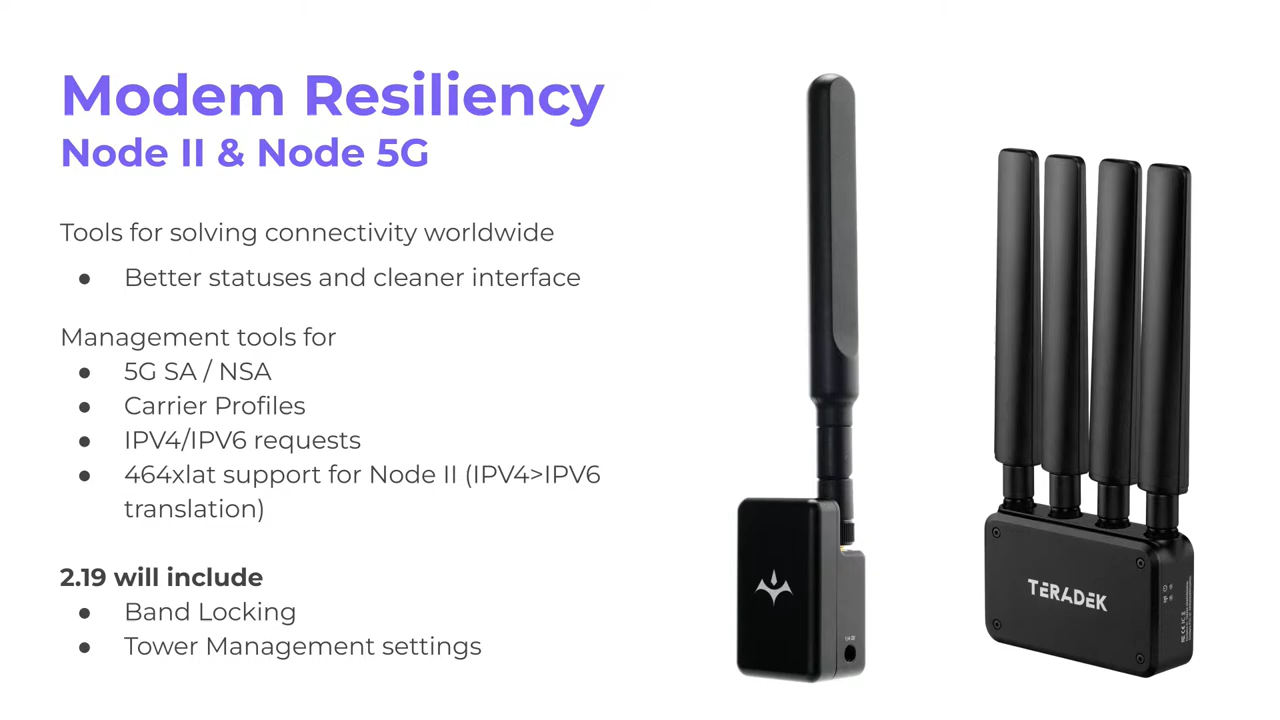 Modem Resiliency
Node II & Node 5G
Tools for solving connectivity worldwide
● Better statuses and cleaner interface
Management tools for
● 5G SA / NSA
● Carrier Profiles
● IPV4/IPV6 requests
● 464xlat support for Node II (IPV4>IPV6
translation)
2.19 will include
● Band Locking
● Tower Management settings
TERADEK